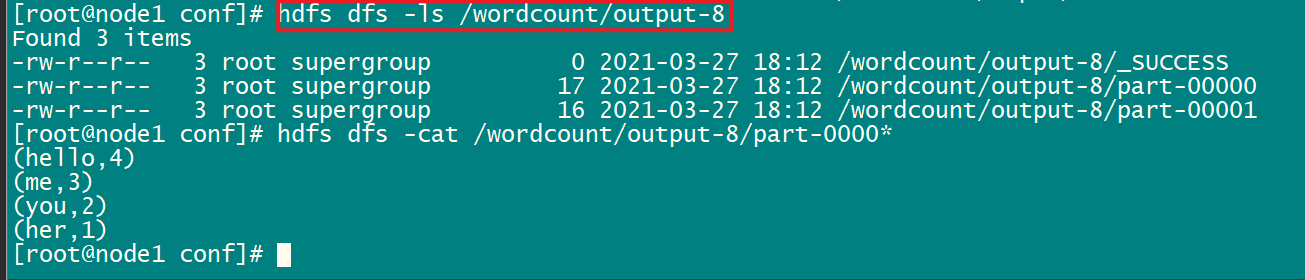 [root@node1 conf]# hdfs dfs -ls /wordcount/output-8
Found 3 items
-rw-r--r--   3 root supergroup          0 2021-03-27 18:12 /wordcount/output-8/_SUCCESS
-rw-r--r--   3 root supergroup         17 2021-03-27 18:12 /wordcount/output-8/part-00000
-rw-r--r--   3 root supergroup         16 2021-03-27 18:12 /wordcount/output-8/part-00001
[root@node1 conf]# hdfs dfs -cat /wordcount/output-8/part-0000*
(hello,4)
(me,3)
(you,2)
(her,1)
[root@node1 conf]#